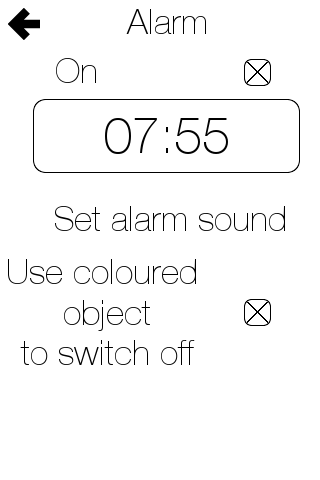 Alarm
On
07:55
Set alarm sound
Use coloured
object
to switch off